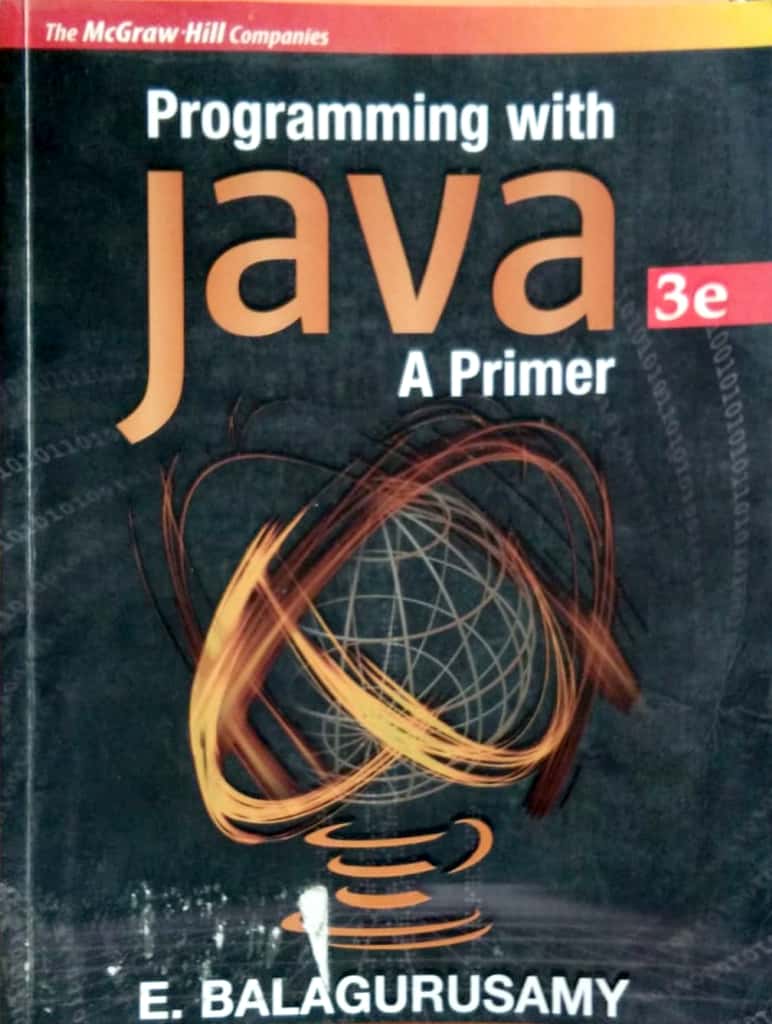 The McGraw·Hill Companies
Programming with
Java
3e
A Primer
E. BALAGURUSAMY